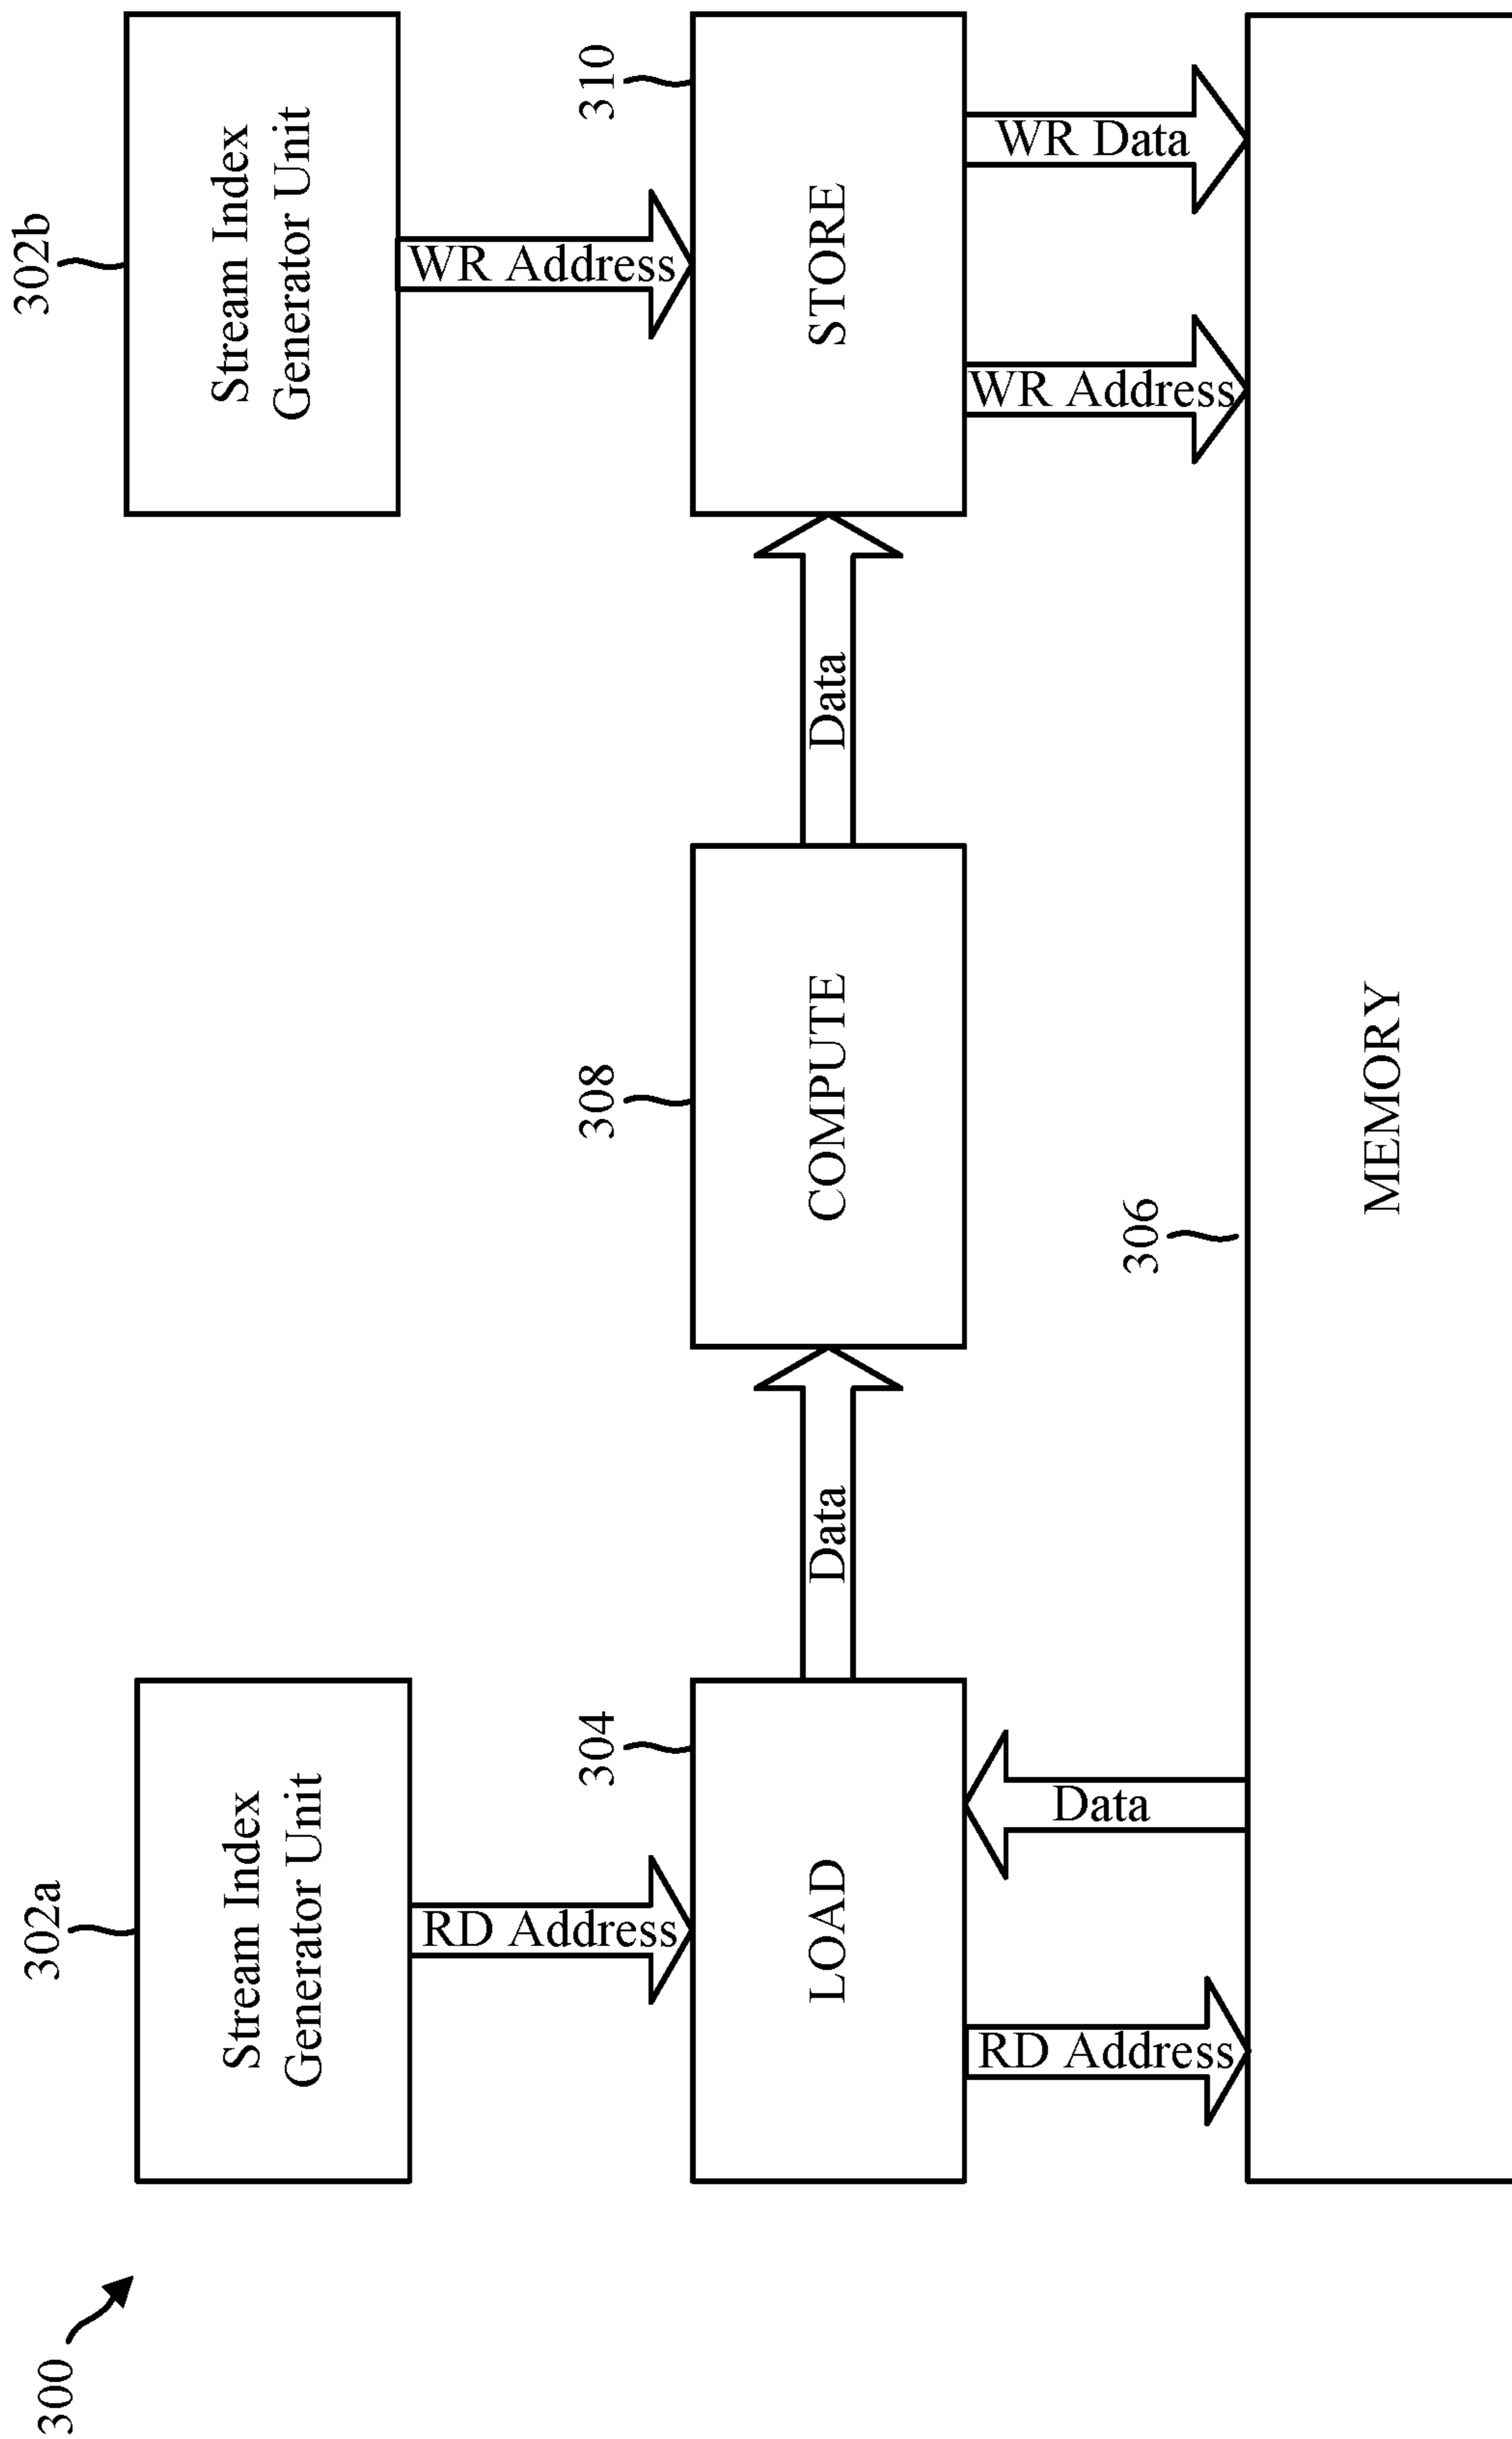 300
302a
Stream Index
Generator Unit
302b
Stream Index
Generator Unit
RD Address
WR Address
304
LOAD
Data
308
COMPUTE
Data
310
STORE
RD Address
Data
306
WR Address
WR Data
MEMORY